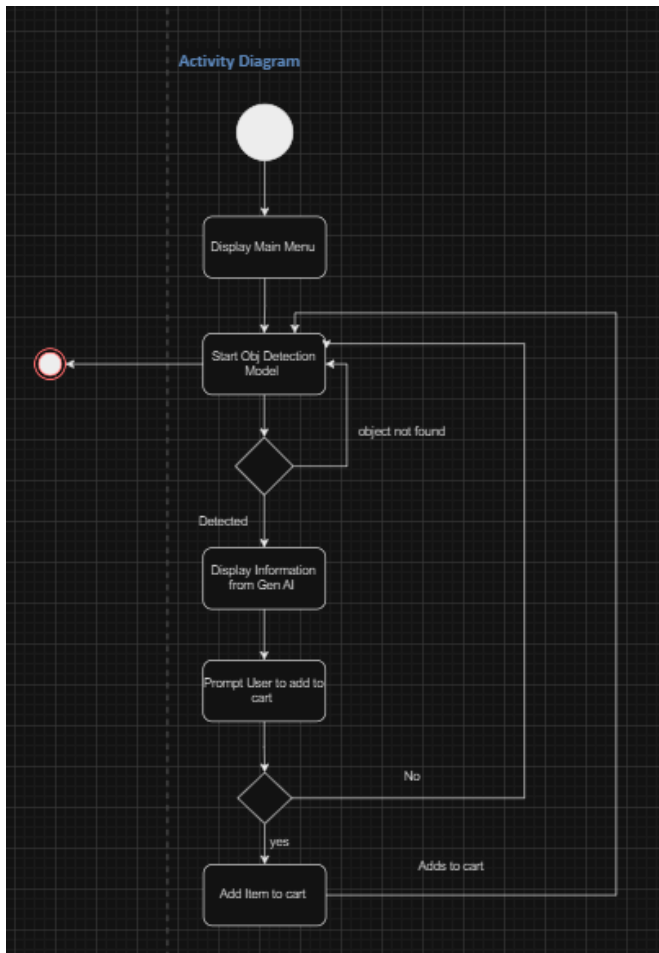 Activity Diagram
Display Main Menu
Start Obj Detection
Model
object not found
Detected
Display Information
from Gen AI
Prompt User to add to
cart
No
yes
Adds to cart
Add Item to cart